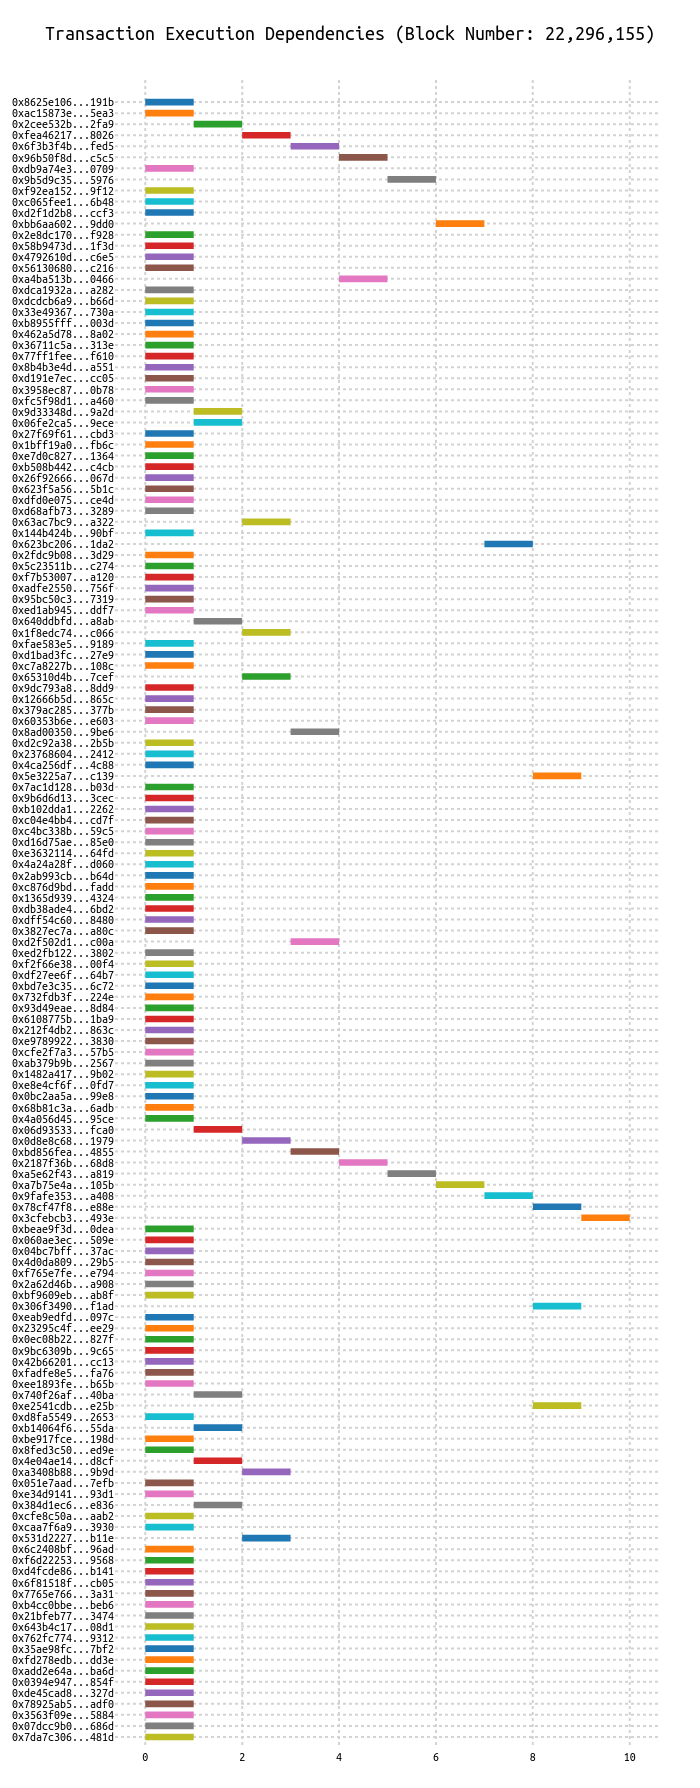 Transaction Execution Dependencies (Block Number: 22,296,155)
0x8625e106...191b
0xac15873e...5ea3
0x2cee532b...2fa9
0xfea46217...8026
0x6f3b3f4b...fed5
0x96b50f8d...c5c5
0xdb9a74e3...0709
0x9b5d9c35...5976
0xf92ea152...9f12
0xc065fee1...6b48
0xd2f1d2b8...ccf3
0xbb6aa602...9dd0
0x2e8dc170...f928
0x58b9473d...1f3d
0x4792610d...c6e5
0x56130680...c216
0xa4ba513b...0466
0xdca1932a...a282
0xdcdcb6a9...b66d
0x33e49367...730a
0xb8955fff...003d
0x462a5d78...8a02
0x36711c5a...313e
0x77ff1fee...f610
0x8b4b3e4d...a551
0xd191e7ec...cc05
0x3958ec87...0b78
0xfc5f98d1...a460
0x9d33348d...9a2d
0x06fe2ca5...9ece
0x27f69f61...cbd3
0x1bff19a0...fb6c
0xe7d0c827...1364
0xb508b442...c4cb
0x26f92666...067d
0x623f5a56...5b1c
0xdfd0e075...ce4d
0xd68afb73...3289
0x63ac7bc9...a322
0x144b424b...90bf
0x623bc206...1da2
0x2fdc9b08...3d29
0x5c23511b...c274
0xf7b53007...a120
0xadfe2550...756f
0x95bc50c3...7319
0xed1ab945...ddf7
0x640ddbfd...a8ab
0x1f8edc74...c066
0xfae583e5...9189
0xd1bad3fc...27e9
0xc7a8227b...108c
0x65310d4b...7cef
0x9dc793a8...8dd9
0x12666b5d...865c
0x379ac285...377b
0x60353b6e...e603
0x8ad00350...9be6
0xd2c92a38...2b5b
0x23768604...2412
0x4ca256df...4c88
0x5e3225a7...c139
0x7ac1d128...b03d
0x9b6d6d13...3cec
0xb102dda1...2262
0xc04e4bb4...cd7f
0xc4bc338b...59c5
0xd16d75ae...85e0
0xe3632114...64fd
0x4a24a28f...d060
0x2ab993cb...b64d
0xc876d9bd...fadd
0x1365d939...4324
0xdb38ade4...6bd2
0xdff54c60...8480
0x3827ec7a...a80c
0xd2f502d1...c00a
0xed2fb122...3802
0xf2f66e38...00f4
0xdf27ee6f...64b7
0xbd7e3c35...6c72
0x732fdb3f...224e
0x93d49eae...8d84
0x6108775b...1ba9
0x212f4db2...863c
0xe9789922...3830
0xcfe2f7a3...57b5
0xab379b9b...2567
0x1482a417...9b02
0xe8e4cf6f...0fd7
0x0bc2aa5a...99e8
0x68b81c3a...6adb
0x4a056d45...95ce
0x06d93533...fca0
0x0d8e8c68...1979
0xbd856fea...4855
0x2187f36b...68d8
0xa5e62f43...a819
0xa7b75e4a...105b
0x9fafe353...a408
0x78cf47f8...e88e
0x3cfebcb3...493e
0xbeae9f3d...0dea
0x060ae3ec...509e
0x04bc7bff...37ac
0x4d0da809...29b5
0xf765e7fe...e794
0x2a62d46b...a908
0xbf9609eb...ab8f
0x306f3490...f1ad
0xeab9edfd...097c
0x23295c4f...ee29
0x0ec08b22...827f
0x9bc6309b...9c65
0x42b66201...cc13
0xfadfe8e5...fa76
0xee1893fe...b65b
0x740f26af...40ba
0xe2541cdb...e25b
0xd8fa5549...2653
0xb14064f6...55da
0xbe917fce...198d
0x8fed3c50...ed9e
0x4e04ae14...d8cf
0xa3408b88...9b9d
0x051e7aad...7efb
0xe34d9141...93d1
0x384d1ec6...e836
0xcfe8c50a...aab2
0xcaa7f6a9...3930
0x531d2227...b11e
0x6c2408bf...96ad
0xf6d22253...9568
0xd4fcde86...b141
0x6f81518f...cb05
0x7765e766...3a31
0xb4cc0bbe...beb6
0x21bfeb77...3474
0x643b4c17...08d1
0x762fc774...9312
0x35ae98fc...7bf2
0xfd278edb...dd3e
0xadd2e64a...ba6d
0x0394e947...854f
0xde45cad8...327d
0x78925ab5...adf0
0x3563f09e...5884
0x07dcc9b0...686d
0x7da7c306...481d
0 2 4 6 8 10